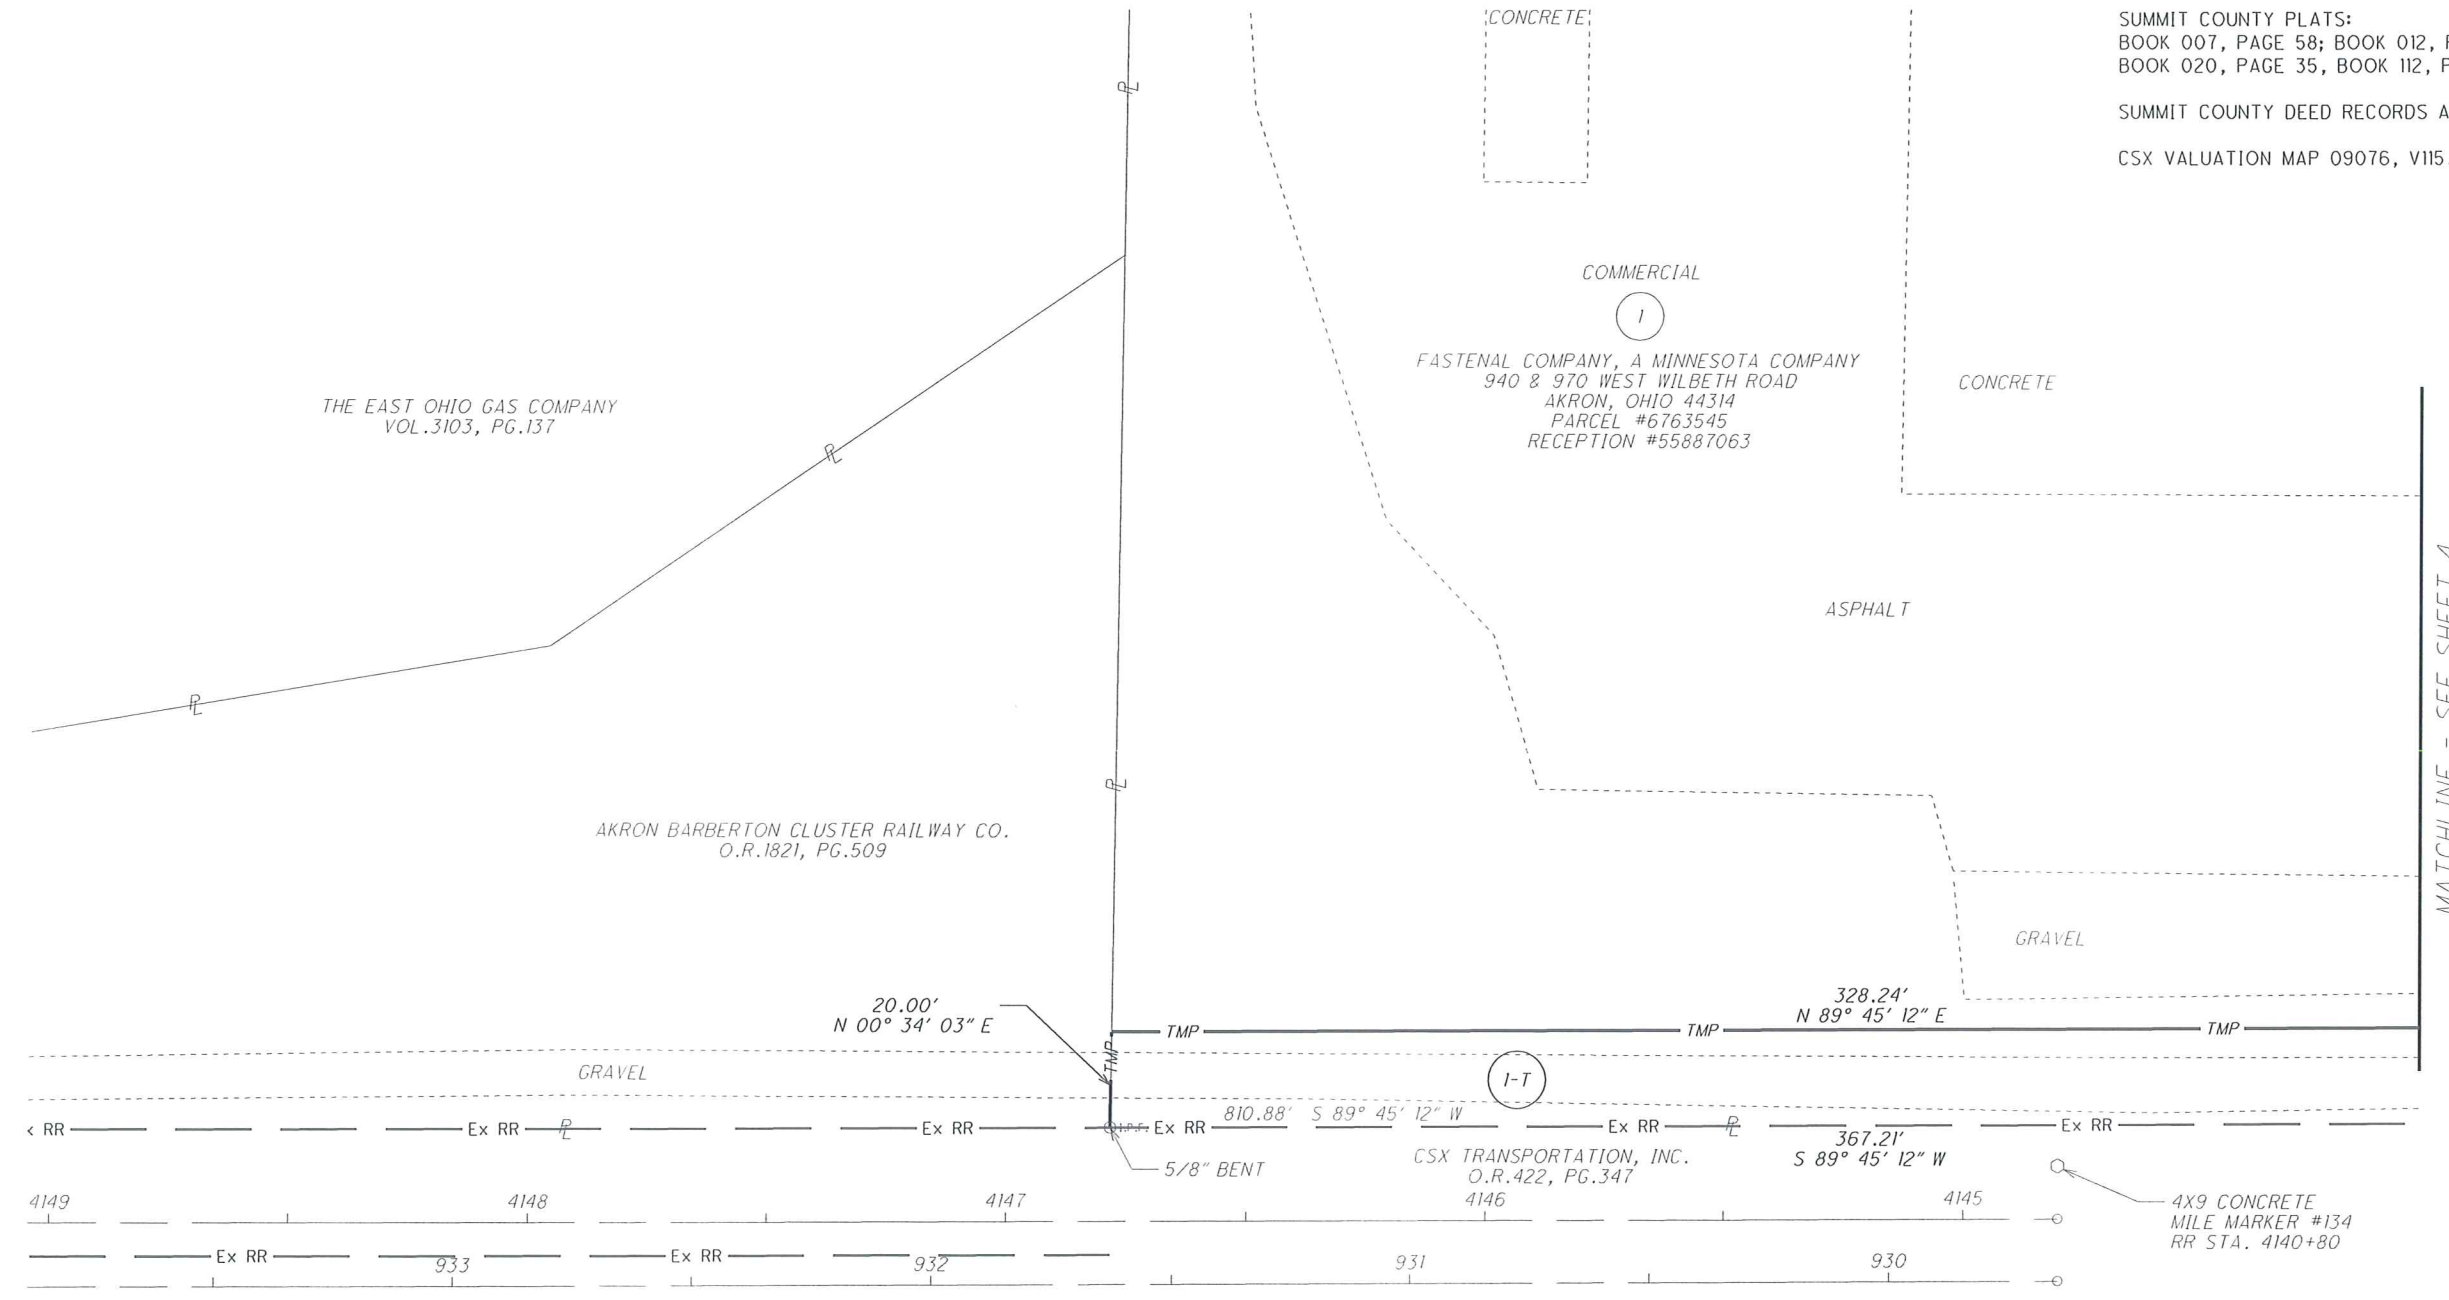 CONCRETE
SUMMIT COUNTY PLATS:
BOOK 007, PAGE 58; BOOK 012,
BOOK 020, PAGE 35, BOOK 112,
SUMMIT COUNTY DEED RECORDS
CSX VALUATION MAP 09076, V115
PL
COMMERCIAL
1
FASTENAL COMPANY, A MINNESOTA COMPANY
940 & 970 WEST WILBETH ROAD
AKRON, OHIO 44314
PARCEL #6763545
RECEPTION #55887063
CONCRETE
THE EAST OHIO GAS COMPANY
VOL.3103, PG.137
PL
ASPHALT
PL
PL
MATCHLINE - SEE SHEET 4
AKRON BARBERTON CLUSTER RAILWAY CO.
O.R.1821, PG.509
GRAVEL
20.00'
N 00° 34' 03" E
328.24'
N 89° 45' 12" E
TMP TMP TMP
TMP
GRAVEL
1-T
810.88' S 89° 45' 12" W
RR Ex RR PL Ex RR I.P.F. Ex RR Ex RR PL Ex RR
367.21'
S 89° 45' 12" W
5/8" BENT
CSX TRANSPORTATION, INC.
O.R.422, PG.347
4149 4148 4147 4146 4145
4X9 CONCRETE
MILE MARKER #134
RR STA. 4140+80
Ex RR Ex RR
933 932 931 930